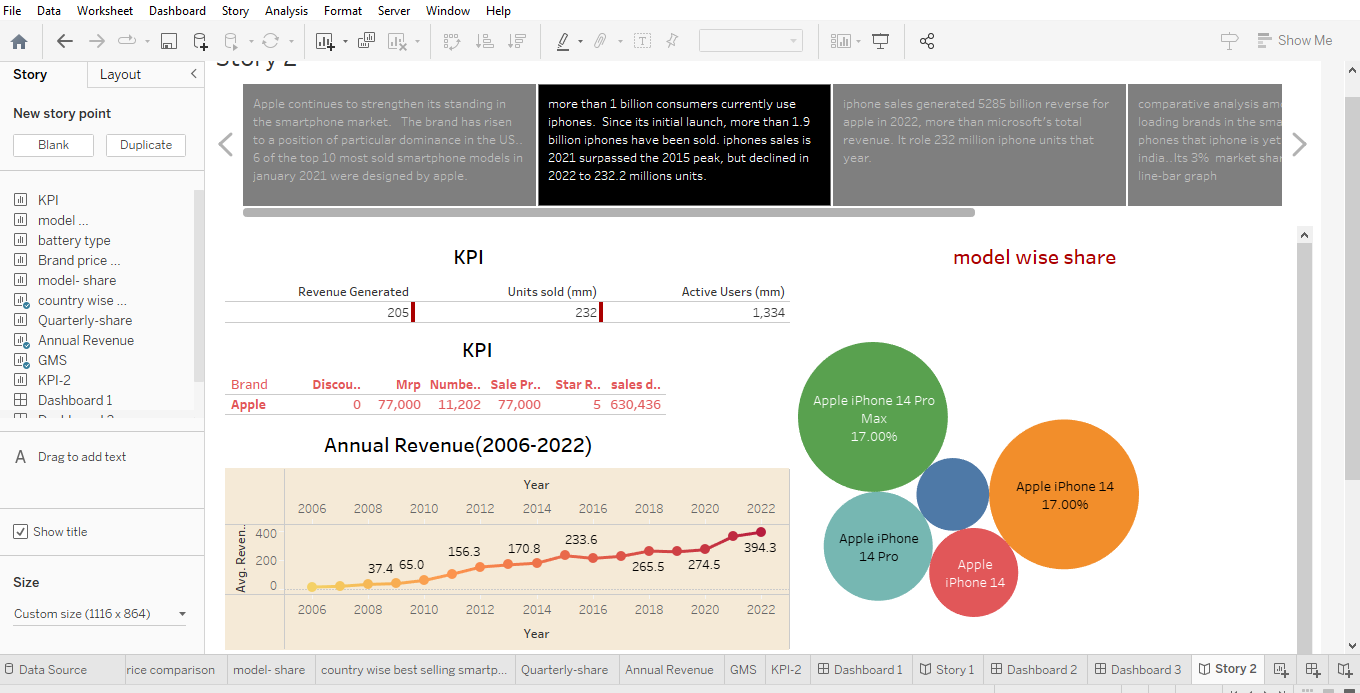 File Data Worksheet Dashboard Story Analysis Format Server Window Help
Show Me
Story Layout
Story 2
New story point
Blank Duplicate
KPI
model ...
battery type
Brand price ...
model- share
country wise ...
Quarterly-share
Annual Revenue
GMS
KPI-2
Dashboard 1
Drag to add text
Show title
Size
Custom size (1116 x 864)
Apple continues to strengthen its standing in
the smartphone market. The brand has risen
to a position of particular dominance in the US..
6 of the top 10 most sold smartphone models in
january 2021 were designed by apple.
more than 1 billion consumers currently use
iphones. Since its initial launch, more than 1.9
billion iphones have been sold. iphones sales is
2021 surpassed the 2015 peak, but declined in
2022 to 232.2 millions units.
iphone sales generated 5285 billion reverse for
apple in 2022, more than microsoft's total
revenue. It role 232 million iphone units that
year.
comparative analysis amo
loading brands in the sma
phones that iphone is yet
india..Its 3% market shar
line-bar graph
KPI
Revenue Generated Units sold (mm) Active Users (mm)
205 232 1,334
KPI
Brand Discou.. Mrp Numbe.. Sale Pr.. Star R.. sales d..
Apple 0 77,000 11,202 77,000 5 630,436
Annual Revenue(2006-2022)
Year
2006 2008 2010 2012 2014 2016 2018 2020 2022
Avg. Reven..
400
200
0
37.4 65.0 156.3 170.8 233.6 265.5 274.5 394.3
2006 2008 2010 2012 2014 2016 2018 2020 2022
Year
model wise share
Apple iPhone 14 Pro
Max
17.00%
Apple iPhone 14
17.00%
Apple iPhone
14 Pro
Apple
iPhone 14
Data Source rice comparison model- share country wise best selling smartp... Quarterly-share Annual Revenue GMS KPI-2 Dashboard 1 Story 1 Dashboard 2 Dashboard 3 Story 2